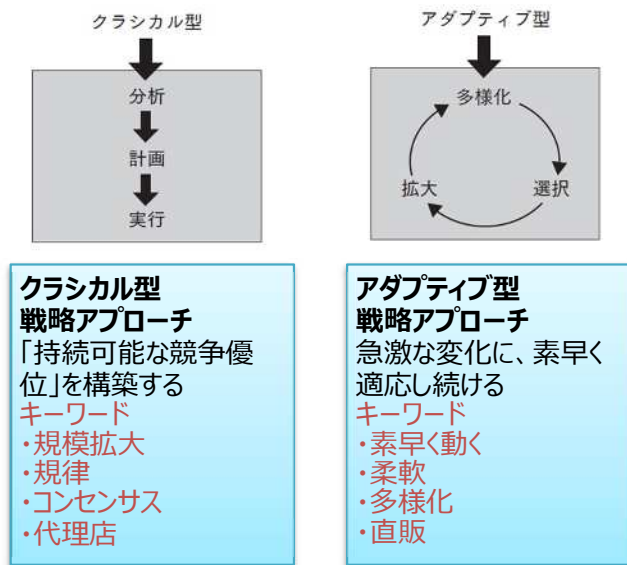 クラシカル型
分析
計画
実行
アダプティブ型
多様化
選択
拡大
クラシカル型
戦略アプローチ
「持続可能な競争優
位」を構築する
キーワード
・規模拡大
・規律
・コンセンサス
・代理店
アダプティブ型
戦略アプローチ
急激な変化に、素早く
適応し続ける
キーワード
・素早く動く
・柔軟
・多様化
・直販